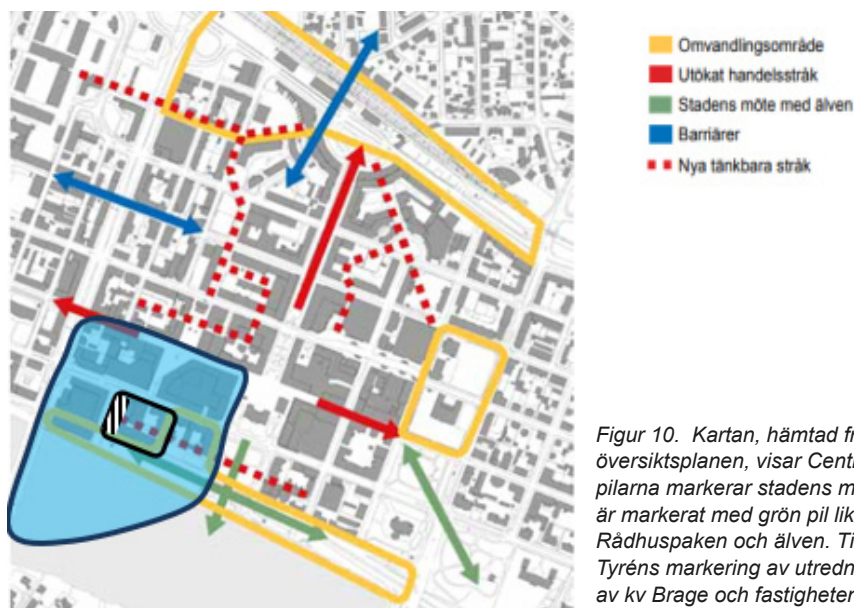 Omvandlingsområde
Utökat handelsstråk
Stadens möte med älven
Barriärer
Nya tänkbara stråk
Figur 10. Kartan, hämtad fr
översiktsplanen, visar Centr
pilarna markerar stadens m
är markerat med grön pil lik
Rådhuspaken och älven. Ti
Tyréns markering av utredn
av kv Brage och fastigheter